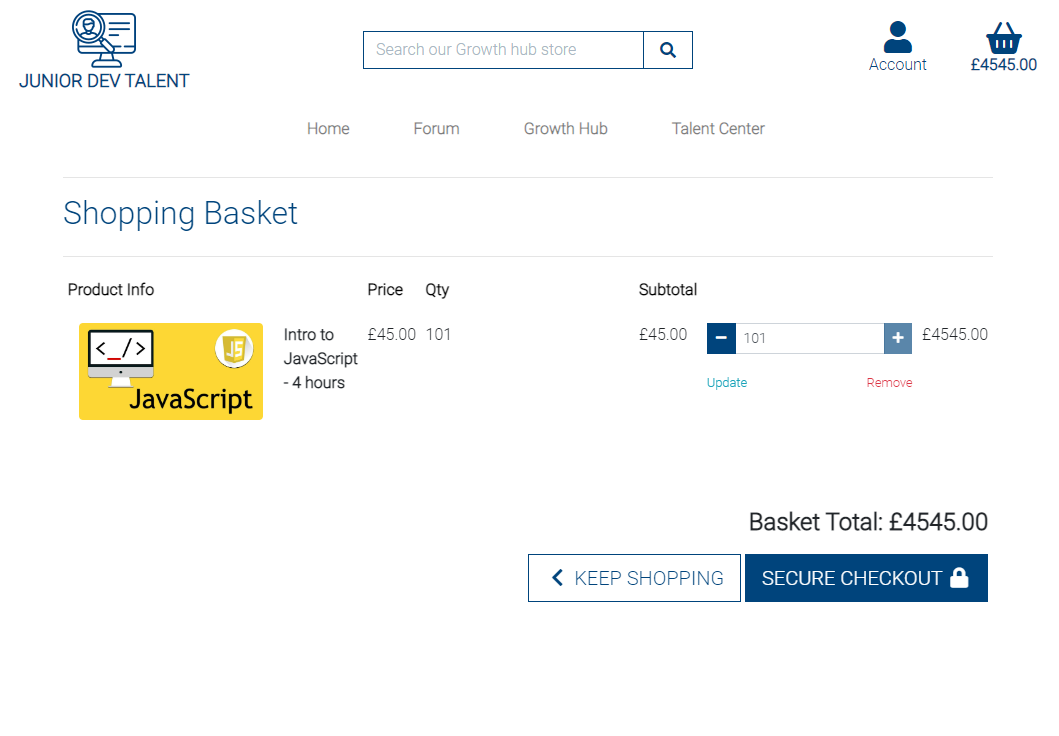 JUNIOR DEV TALENT
Search our Growth hub store
Account
£4545.00
Home Forum Growth Hub Talent Center
Shopping Basket
Product Info Price Qty Subtotal
<_/>
JS
JavaScript
Intro to
JavaScript
- 4 hours
£45.00 101 £45.00 101 £4545.00
Update Remove
Basket Total: £4545.00
KEEP SHOPPING SECURE CHECKOUT